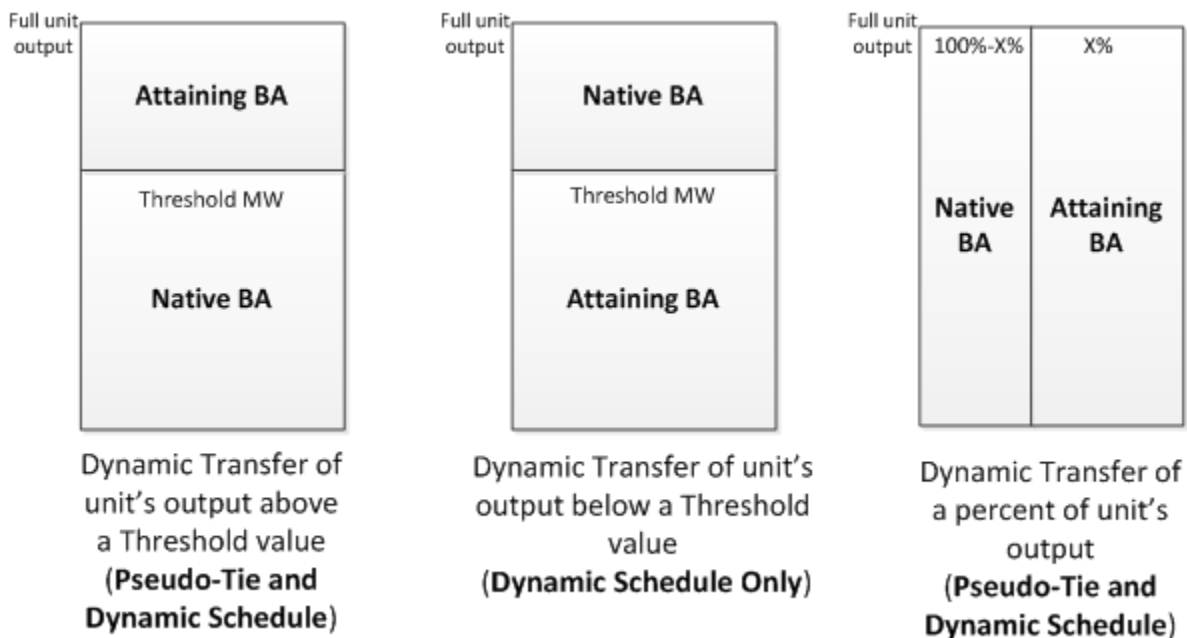 Full unit
output
Attaining BA
Threshold MW
Native BA
Dynamic Transfer of
unit's output above
a Threshold value
(Pseudo-Tie and
Dynamic Schedule)
Full unit
output
Native BA
Threshold MW
Attaining BA
Dynamic Transfer of unit's
output below a Threshold
value
(Dynamic Schedule Only)
Full unit
output
100%-X%
X%
Native
BA
Attaining
BA
Dynamic Transfer of
a percent of unit's
output
(Pseudo-Tie and
Dynamic Schedule)